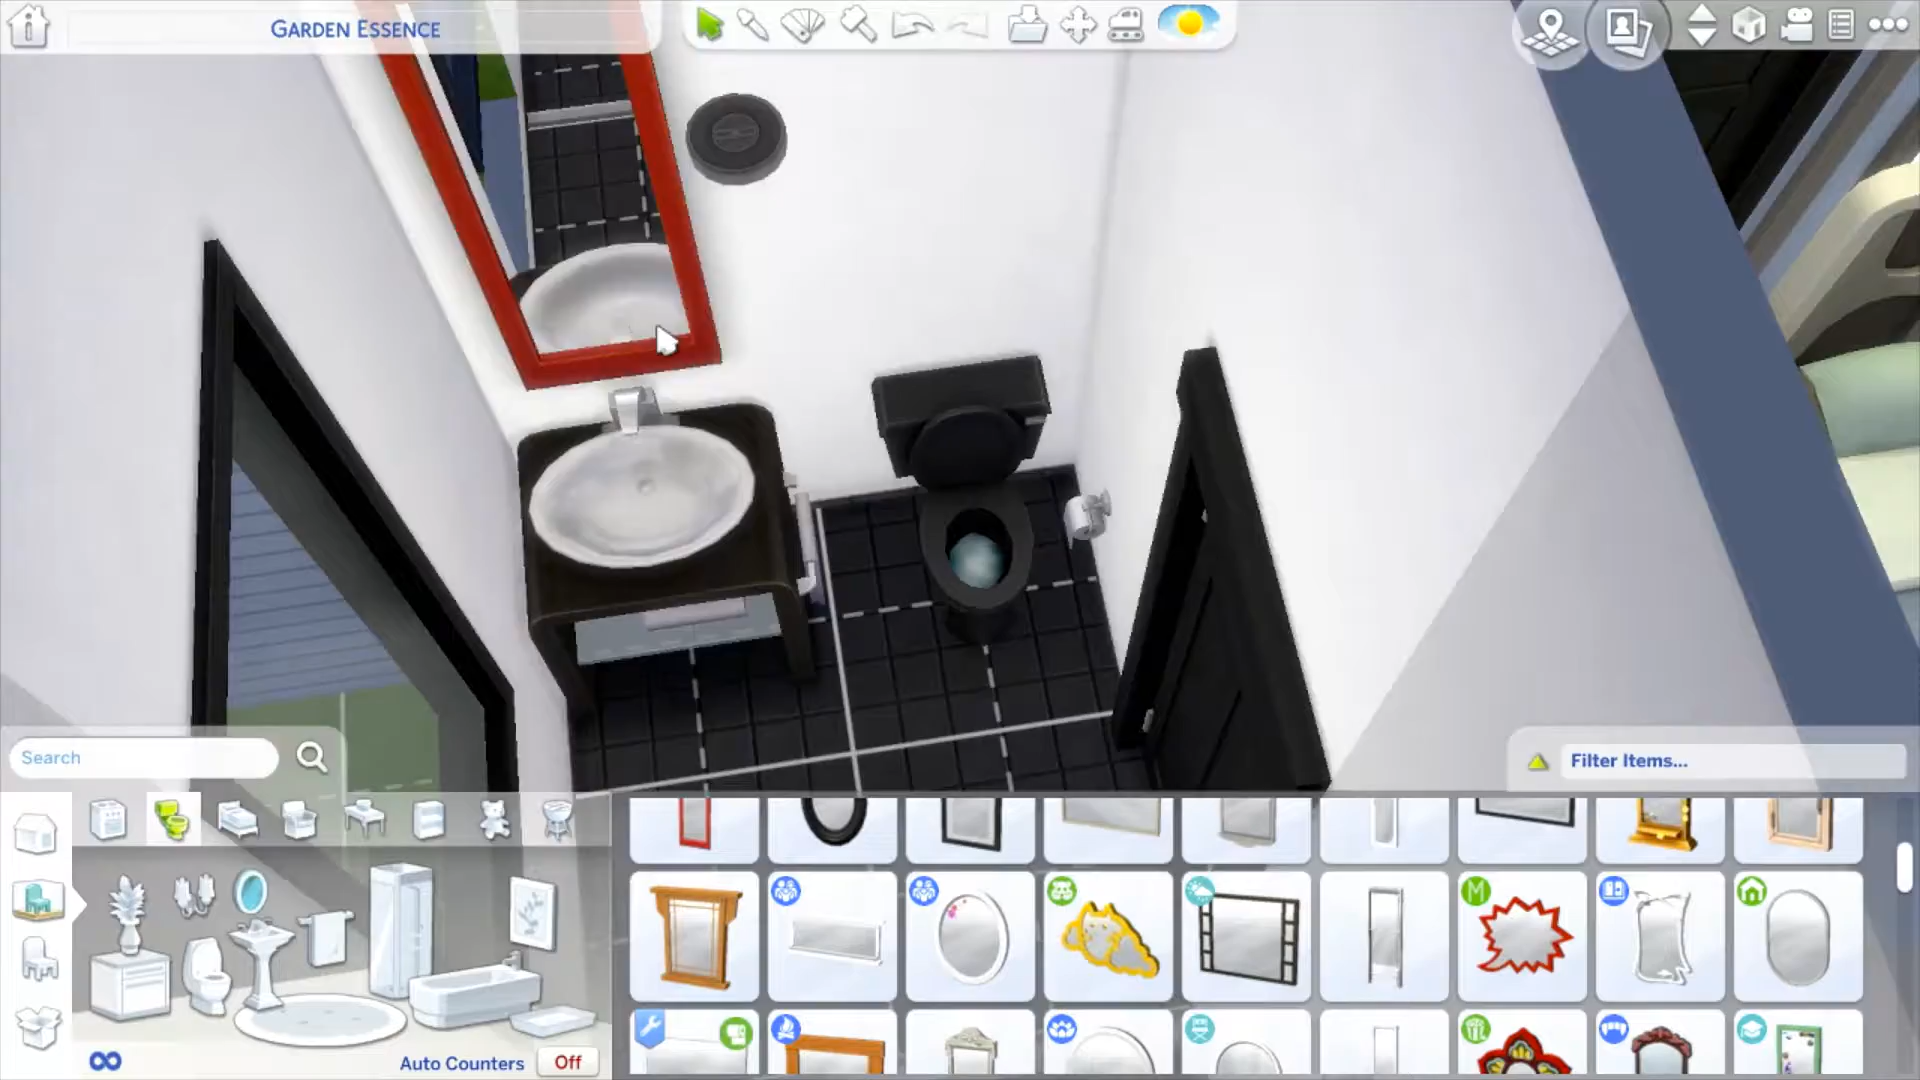 GARDEN ESSENCE
Search
Filter Items...
M
Auto Counters
Off